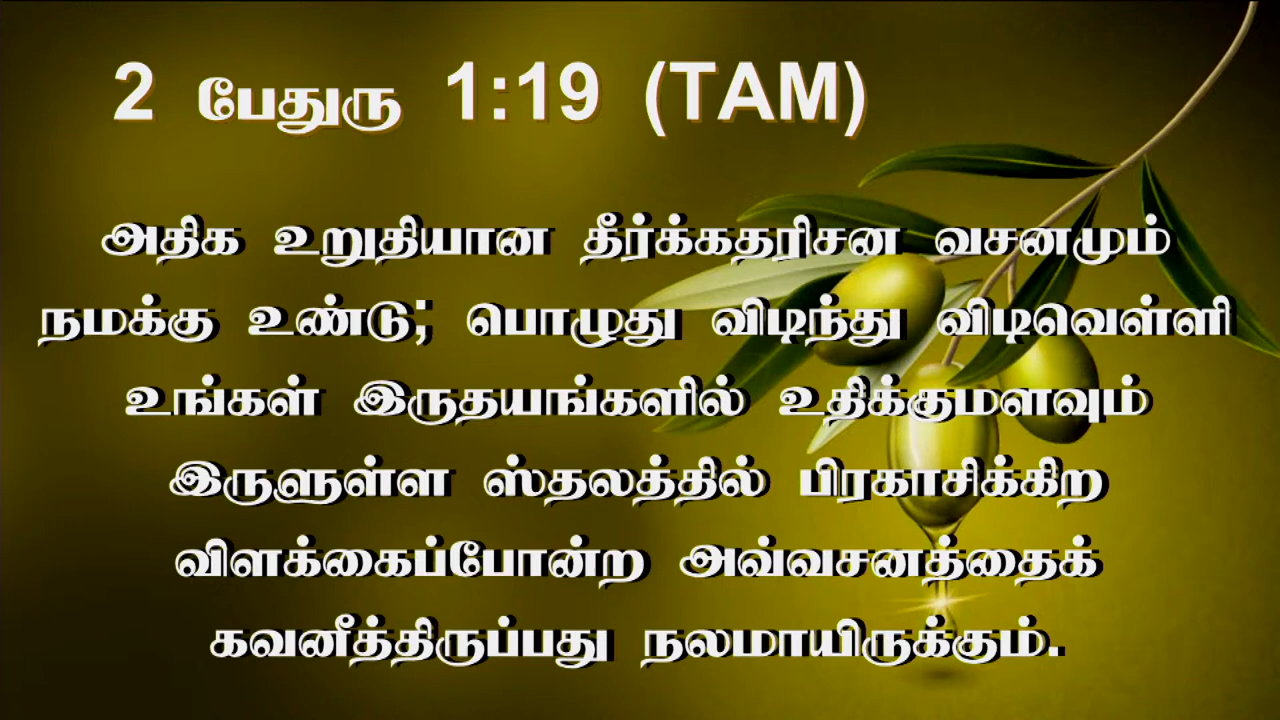 2 பேதுரு 1:19 (TAM)
அதிக உறுதியான தீர்க்கதரிசன வசனமும்
நமக்கு உண்டு; பொழுது விடிந்து விடிவெள்ளி
உங்கள் இருதயங்களில் உதிக்குமளவும்
இருளுள்ள ஸ்தலத்தில் பிரகாசிக்கிற
விளக்கைப்போன்ற அவ்வசனத்தைக்
கவனீத்திருப்பது நலமாயிருக்கும்.